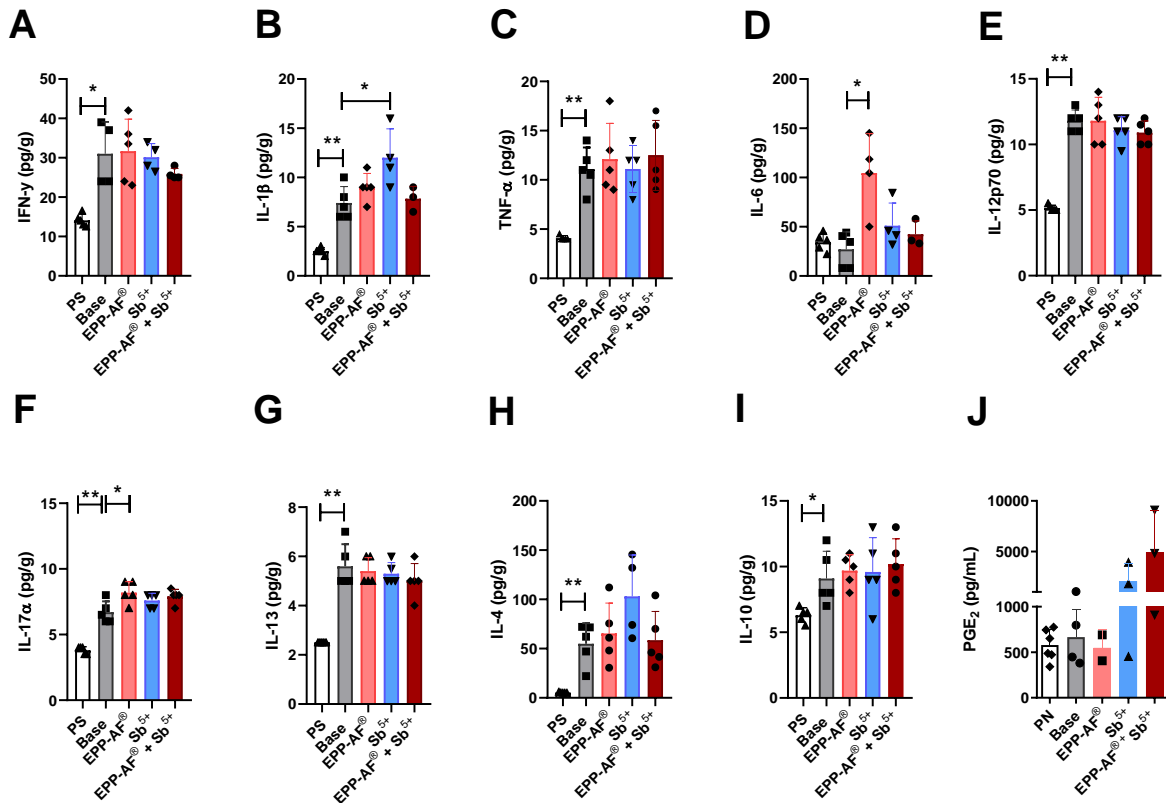 A
IFN-y (pg/g)
50
40
30
20
10
0
*
PS
Base
EPP-AF®
Sb5+
EPP-AF® + Sb5+
B
IL-1β (pg/g)
20
15
10
5
0
**
*
PS
Base
EPP-AF®
Sb5+
EPP-AF® + Sb5+
C
TNF-α (pg/g)
20
15
10
5
0
**
PS
Base
EPP-AF®
Sb5+
EPP-AF® + Sb5+
D
IL-6 (pg/g)
200
150
100
50
0
*
PS
Base
EPP-AF®
Sb5+
EPP-AF® + Sb5+
E
IL-12p70 (pg/g)
15
10
5
0
**
PS
Base
EPP-AF®
Sb5+
EPP-AF® + Sb5+
F
IL-17α (pg/g)
15
10
5
0
**
*
PS
Base
EPP-AF®
Sb5+
EPP-AF® + Sb5+
G
IL-13 (pg/g)
8
6
4
2
0
**
PS
Base
EPP-AF®
Sb5+
EPP-AF® + Sb5+
H
IL-4 (pg/g)
200
150
100
50
0
**
PS
Base
EPP-AF®
Sb5+
EPP-AF® + Sb5+
I
IL-10 (pg/g)
15
10
5
0
*
PS
Base
EPP-AF®
Sb5+
EPP-AF® + Sb5+
J
PGE2 (pg/mL)
10000
5000
1000
500
0
PN
Base
EPP-AF®
Sb5+
EPP-AF®+ Sb5+